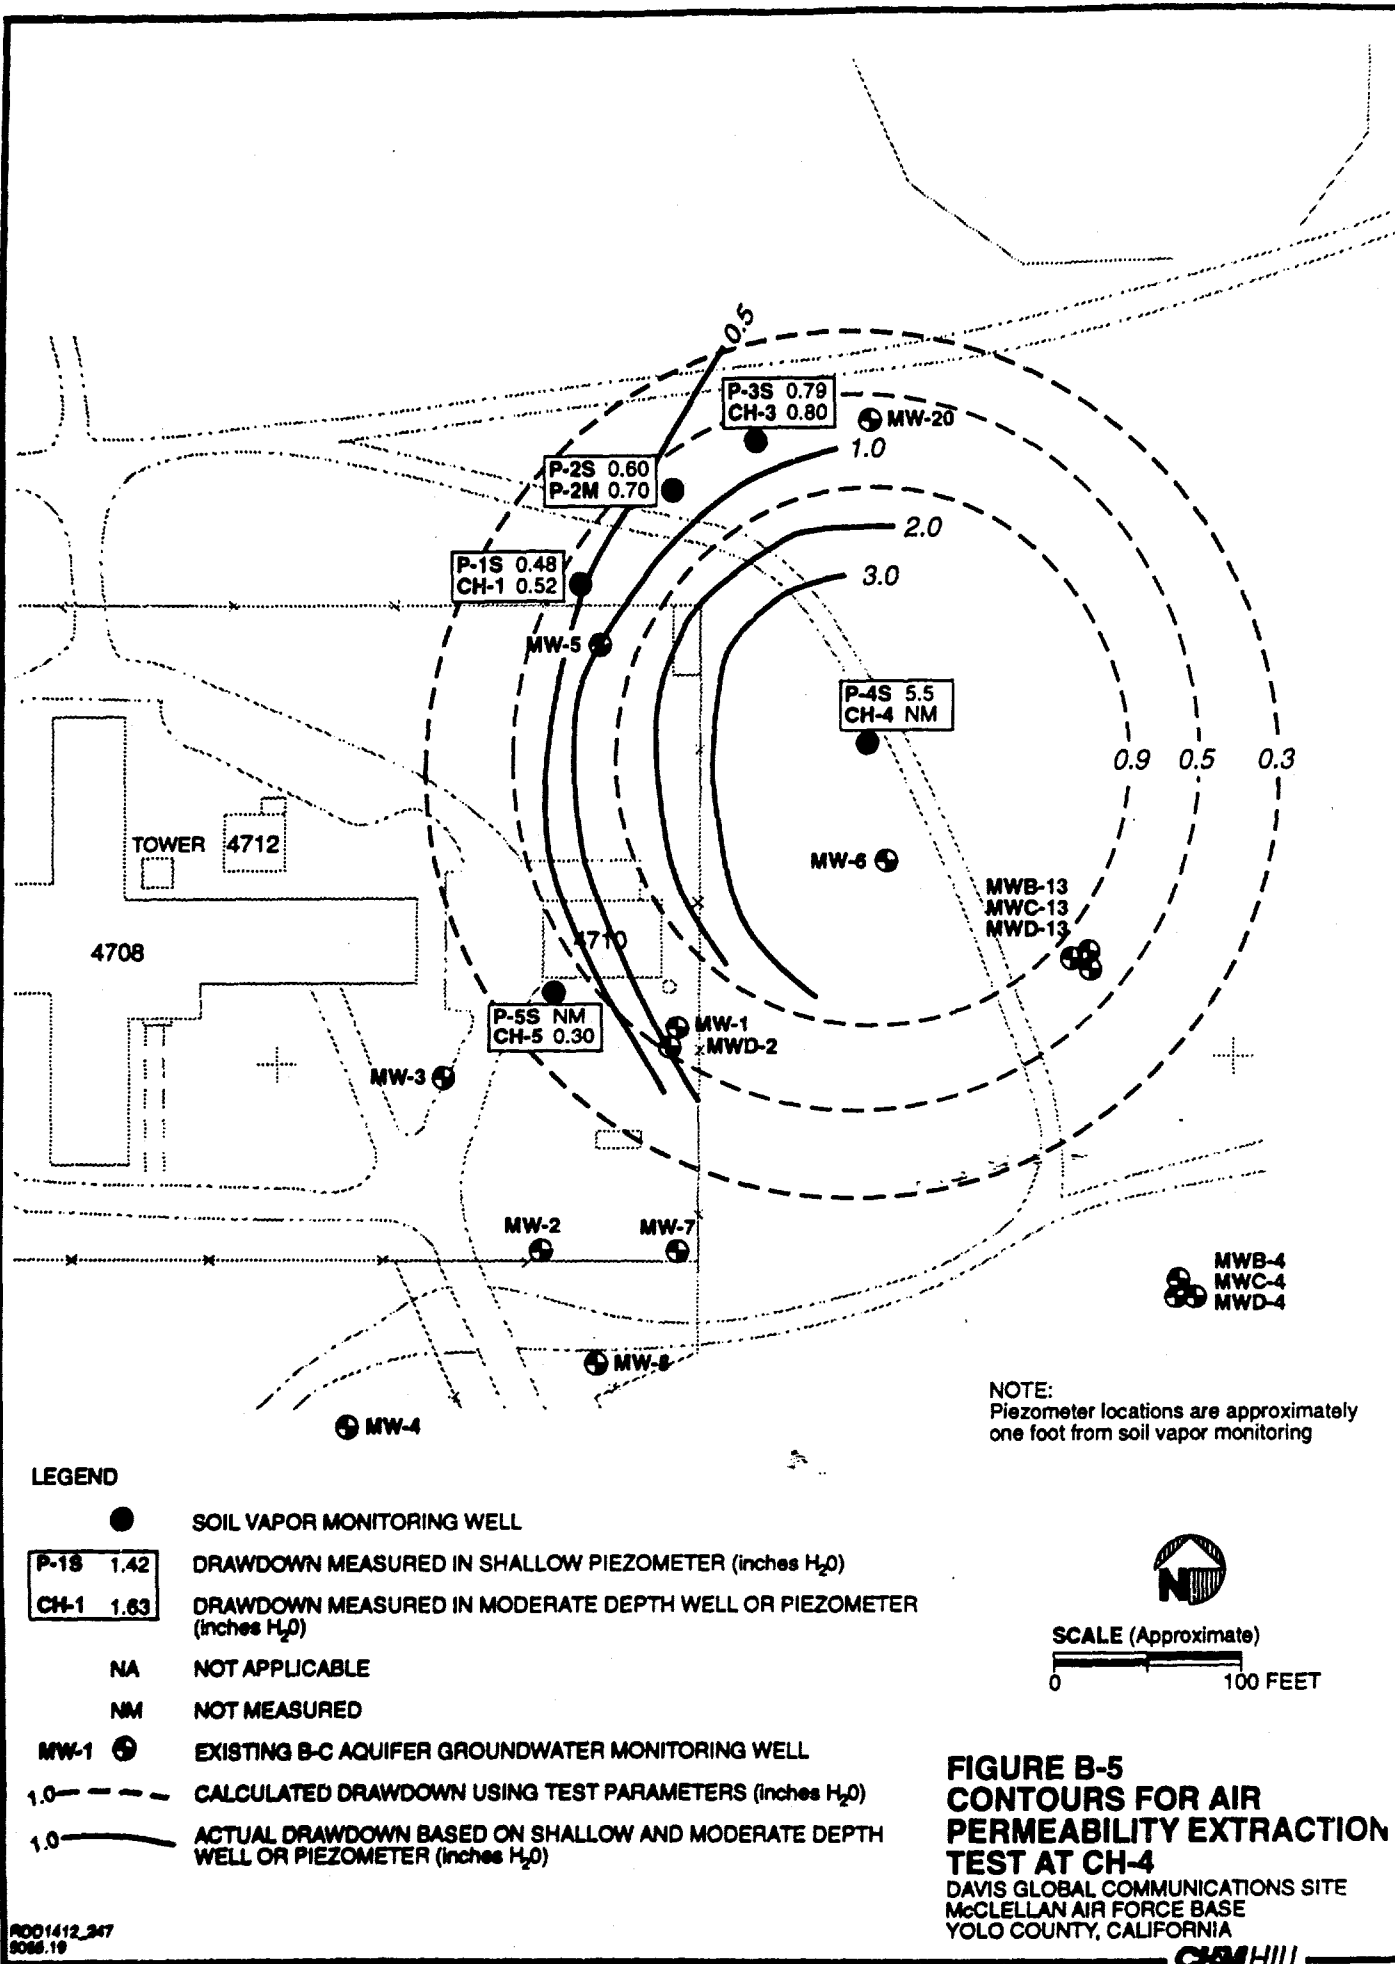 0.5
P-3S 0.79
CH-3 0.80
MW-20
1.0
P-2S 0.60
P-2M 0.70
2.0
P-1S 0.48
CH-1 0.52
3.0
MW-5
P-4S 5.5
CH-4 NM
0.9 0.5 0.3
TOWER 4712
MW-6
MWB-13
MWC-13
MWD-13
4708
4710
P-5S NM
CH-5 0.30
MW-1
MWD-2
MW-3
MW-2
MW-7
MWB-4
MWC-4
MWD-4
MW-8
MW-4
NOTE:
Piezometer locations are approximately
one foot from soil vapor monitoring
LEGEND
SOIL VAPOR MONITORING WELL
P-1S 1.42 DRAWDOWN MEASURED IN SHALLOW PIEZOMETER (inches H₂0)
CH-1 1.63 DRAWDOWN MEASURED IN MODERATE DEPTH WELL OR PIEZOMETER
(inches H₂0)
NA NOT APPLICABLE
NM NOT MEASURED
MW-1 EXISTING B-C AQUIFER GROUNDWATER MONITORING WELL
1.0 CALCULATED DRAWDOWN USING TEST PARAMETERS (inches H₂0)
1.0 ACTUAL DRAWDOWN BASED ON SHALLOW AND MODERATE DEPTH
WELL OR PIEZOMETER (inches H₂0)
N
SCALE (Approximate)
0 100 FEET
FIGURE B-5
CONTOURS FOR AIR
PERMEABILITY EXTRACTION
TEST AT CH-4
DAVIS GLOBAL COMMUNICATIONS SITE
McCLELLAN AIR FORCE BASE
YOLO COUNTY, CALIFORNIA
RDD1412_247
CH2M HILL